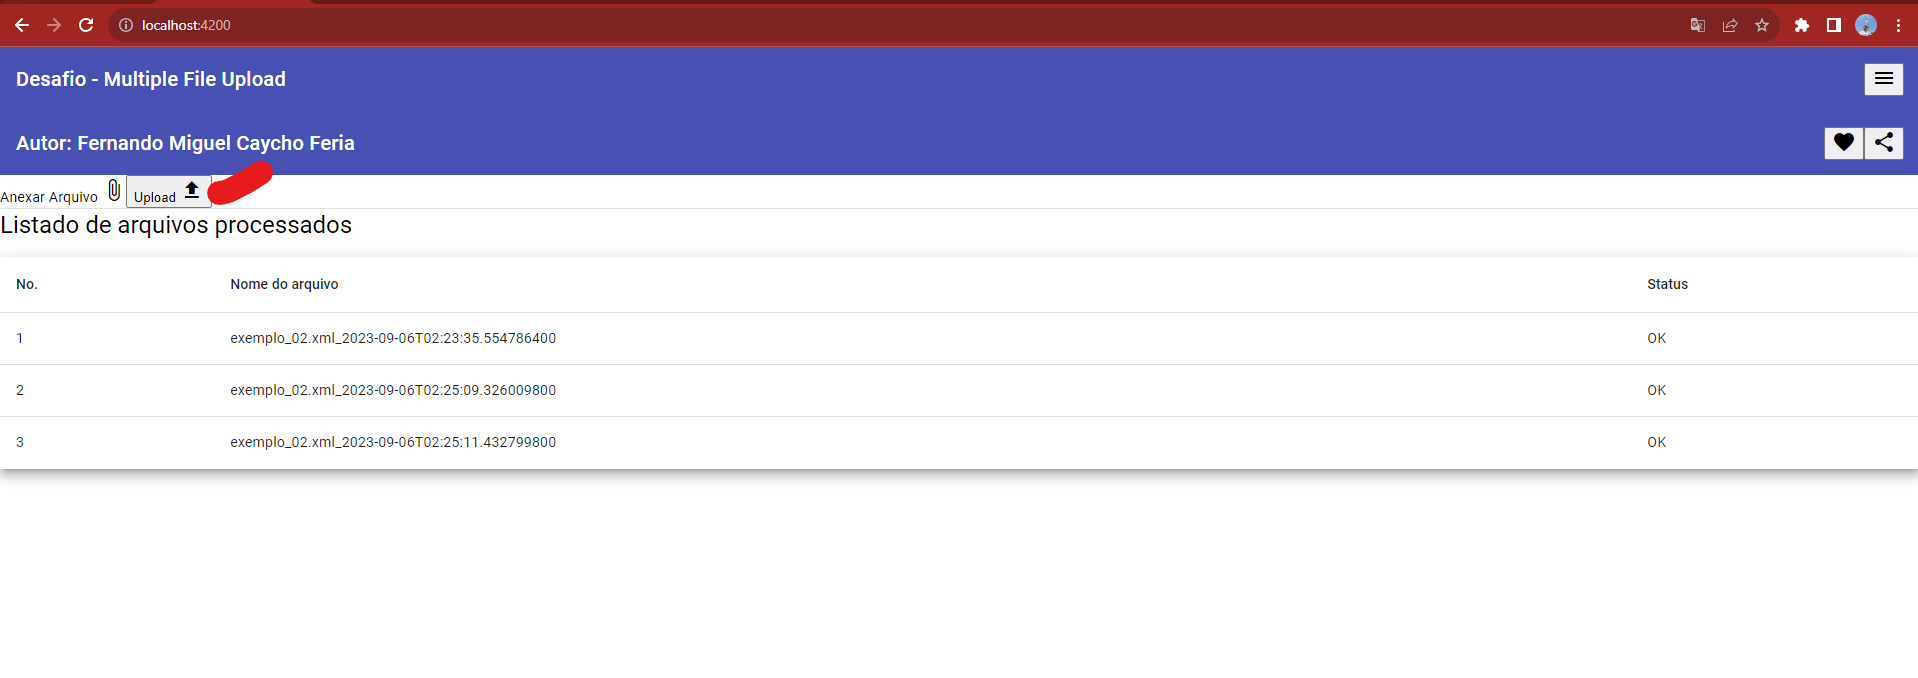 localhost:4200
Desafio - Multiple File Upload
Autor: Fernando Miguel Caycho Feria
Anexar Arquivo Upload
Listado de arquivos processados
No. Nome do arquivo Status
1 exemplo_02.xml_2023-09-06T02:23:35.554786400 OK
2 exemplo_02.xml_2023-09-06T02:25:09.326009800 OK
3 exemplo_02.xml_2023-09-06T02:25:11.432799800 OK